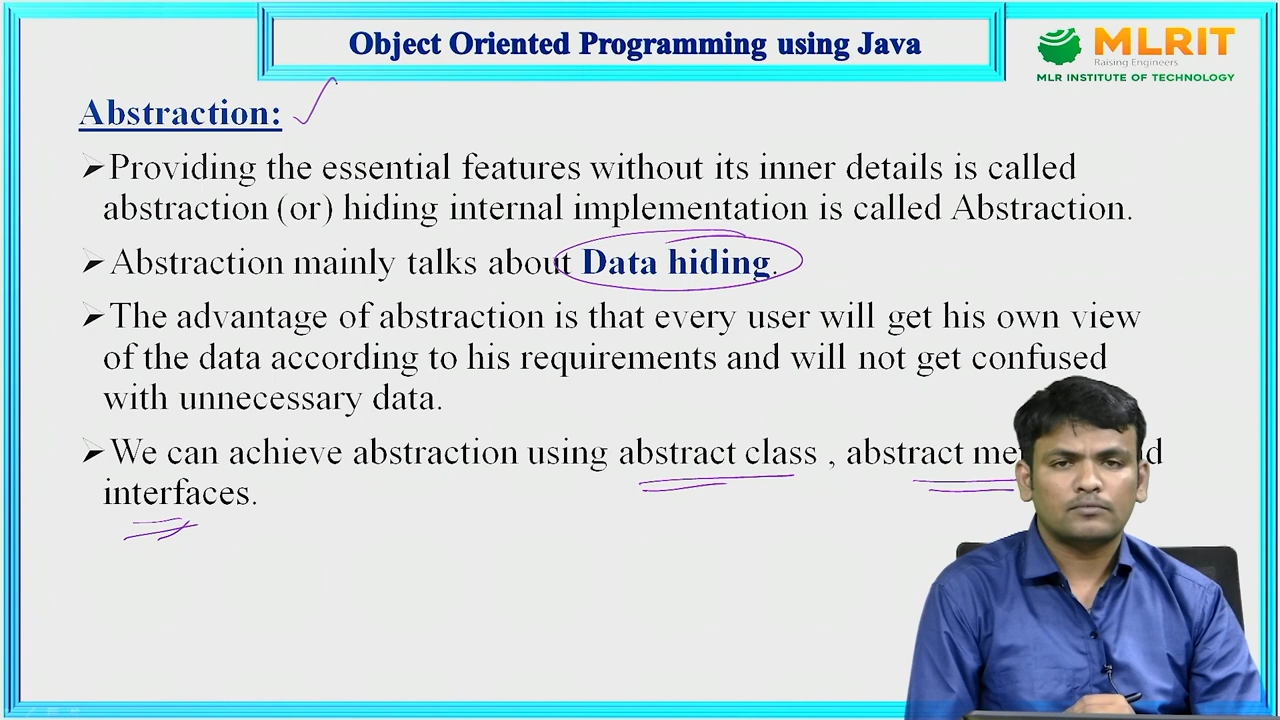 Object Oriented Programming using Java
MLRIT
Raising Engineers
MLR INSTITUTE OF TECHNOLOGY
Abstraction:
➢Providing the essential features without its inner details is called
abstraction (or) hiding internal implementation is called Abstraction.
➢Abstraction mainly talks about Data hiding.
➢The advantage of abstraction is that every user will get his own view
of the data according to his requirements and will not get confused
with unnecessary data.
➢We can achieve abstraction using abstract class , abstract
interfaces.